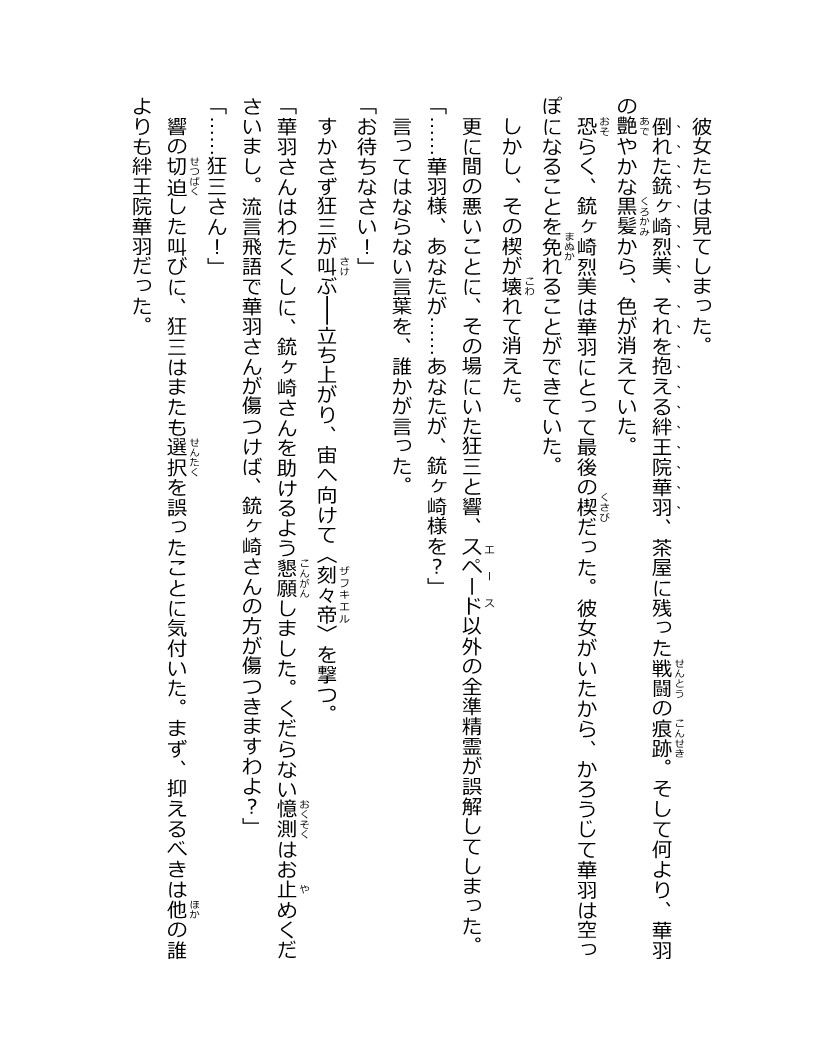 彼女たちは見てしまった。
倒れた銃ヶ崎烈美、それを抱える絆王院華羽、茶屋に残った戦闘の痕跡。そして何より、華羽
の艶やかな黒髪から、色が消えていた。
恐らく、銃ヶ崎烈美は華羽にとって最後の楔だった。彼女がいたから、かろうじて華羽は空っ
ぽになることを免れることができていた。
しかし、その楔が壊れて消えた。
更に間の悪いことに、その場にいた狂三と響、スペード以外の全準精霊が誤解してしまった。
「……華羽様、あなたが……あなたが、銃ヶ崎様を？」
言ってはならない言葉を、誰かが言った。
「お待ちなさい！」
すかさず狂三が叫ぶ──立ち上がり、宙へ向けて〈刻々帝〉を撃つ。
「華羽さんはわたくしに、銃ヶ崎さんを助けるよう懇願しました。くだらない憶測はお止めくだ
さいまし。流言飛語で華羽さんが傷つけば、銃ヶ崎さんの方が傷つきますわよ？」
「……狂三さん！」
響の切迫した叫びに、狂三はまたも選択を誤ったことに気付いた。まず、抑えるべきは他の誰
よりも絆王院華羽だった。